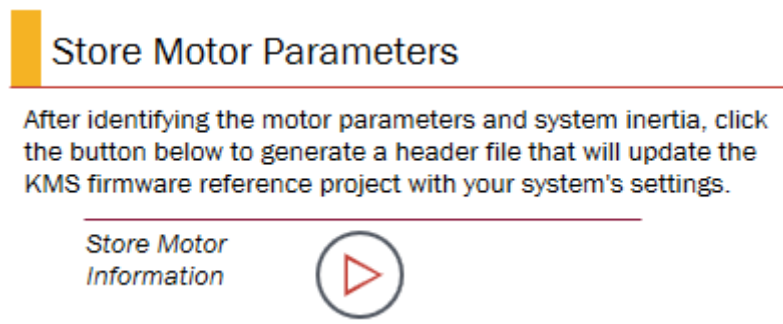 Store Motor Parameters
After identifying the motor parameters and system inertia, click
the button below to generate a header file that will update the
KMS firmware reference project with your system's settings.
Store Motor
Information